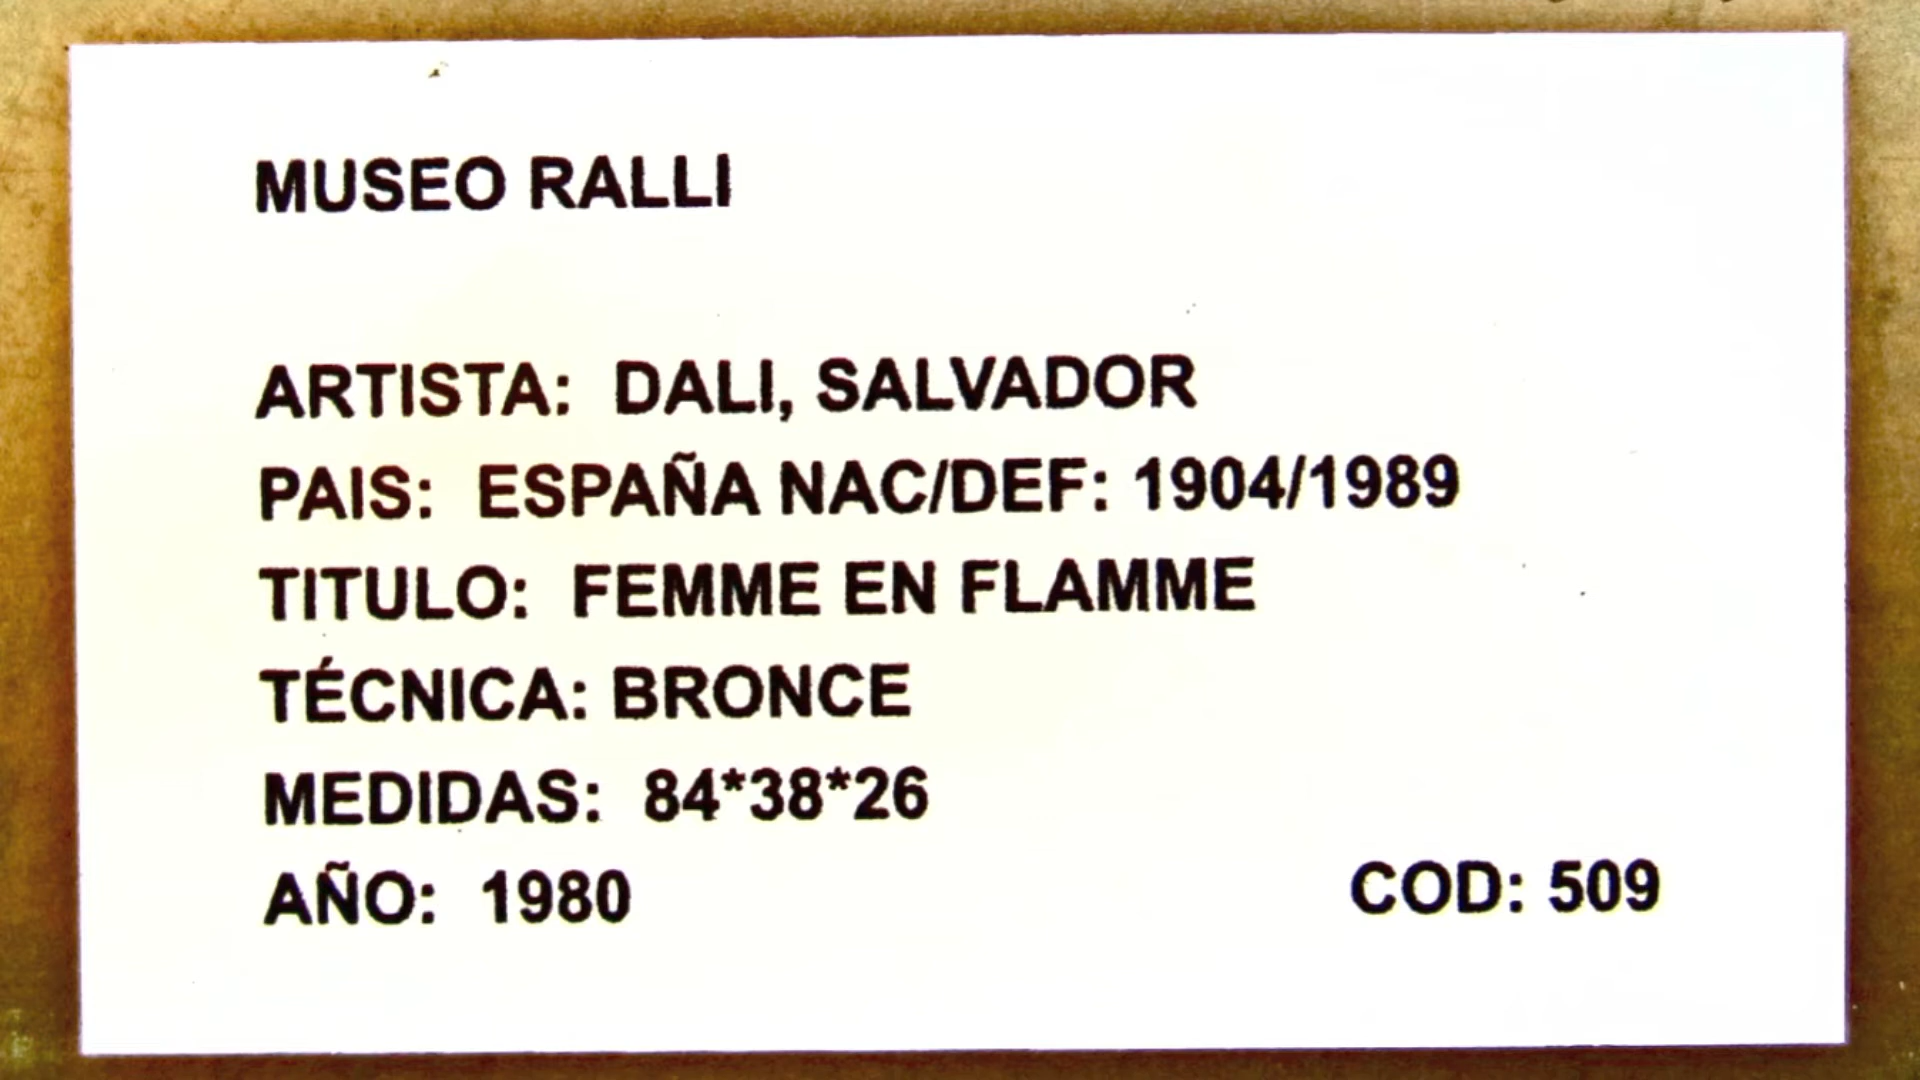 MUSEO RALLI
ARTISTA: DALI, SALVADOR
PAIS: ESPAÑA NAC/DEF: 1904/1989
TITULO: FEMME EN FLAMME
TÉCNICA: BRONCE
MEDIDAS: 84*38*26
AÑO: 1980 COD: 509